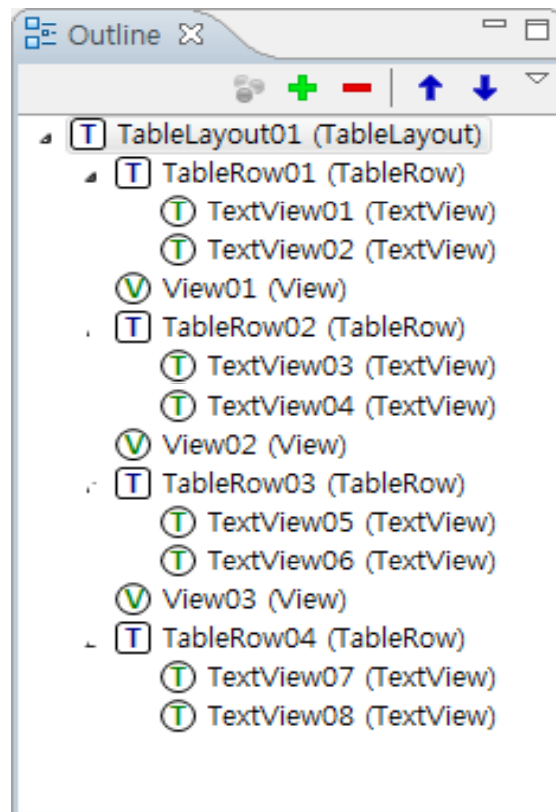 Outline
T TableLayout01 (TableLayout)
T TableRow01 (TableRow)
T TextView01 (TextView)
T TextView02 (TextView)
V View01 (View)
T TableRow02 (TableRow)
T TextView03 (TextView)
T TextView04 (TextView)
V View02 (View)
T TableRow03 (TableRow)
T TextView05 (TextView)
T TextView06 (TextView)
V View03 (View)
T TableRow04 (TableRow)
T TextView07 (TextView)
T TextView08 (TextView)